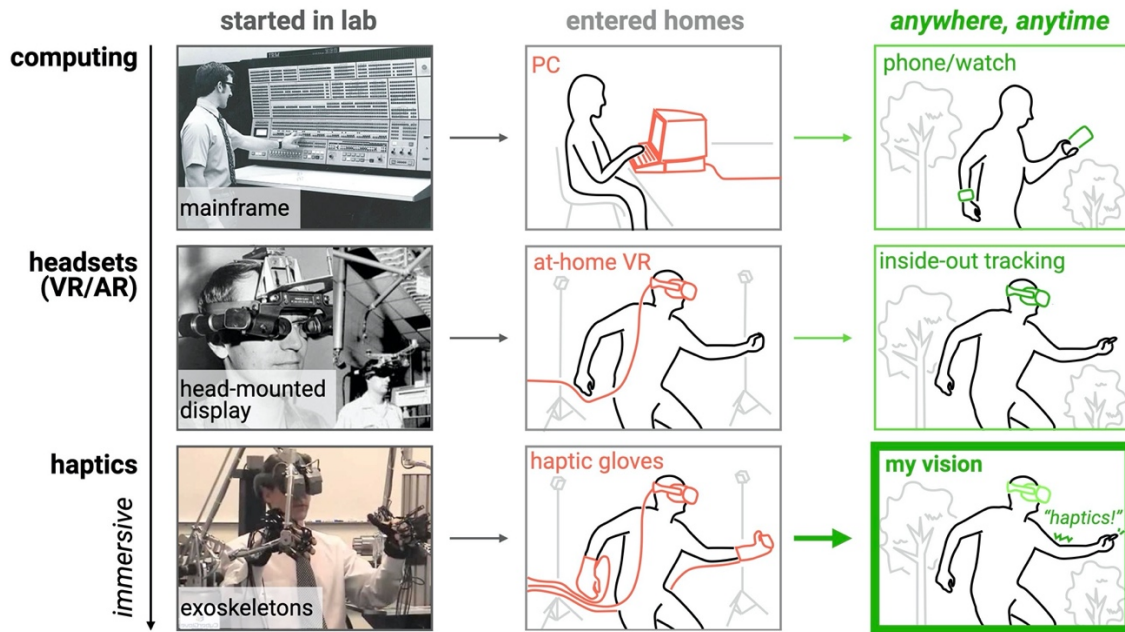 started in lab
entered homes
anywhere, anytime
computing
mainframe
PC
phone/watch
headsets
(VR/AR)
head-mounted
display
at-home VR
inside-out tracking
haptics
immersive
exoskeletons
haptic gloves
my vision
"haptics!"